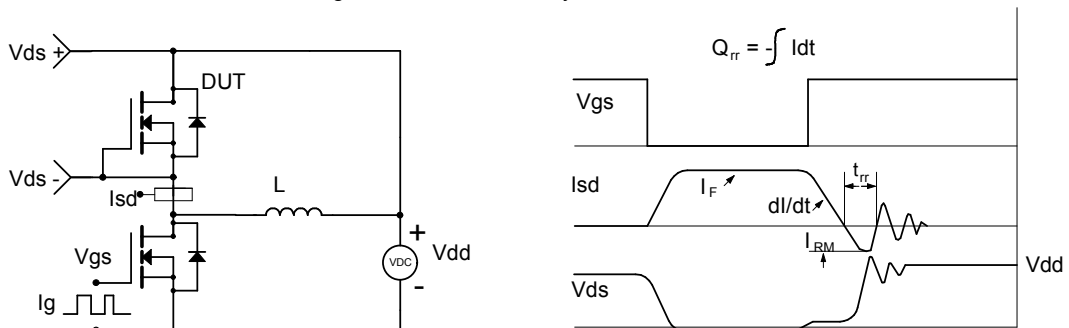 Vds +
DUT
Vds -
Isd
L
+
VDC
Vdd
-
Vgs
Ig
Qrr = -∫ Idt
Vgs
Isd
IF
dI/dt
trr
IRM
Vds
Vdd